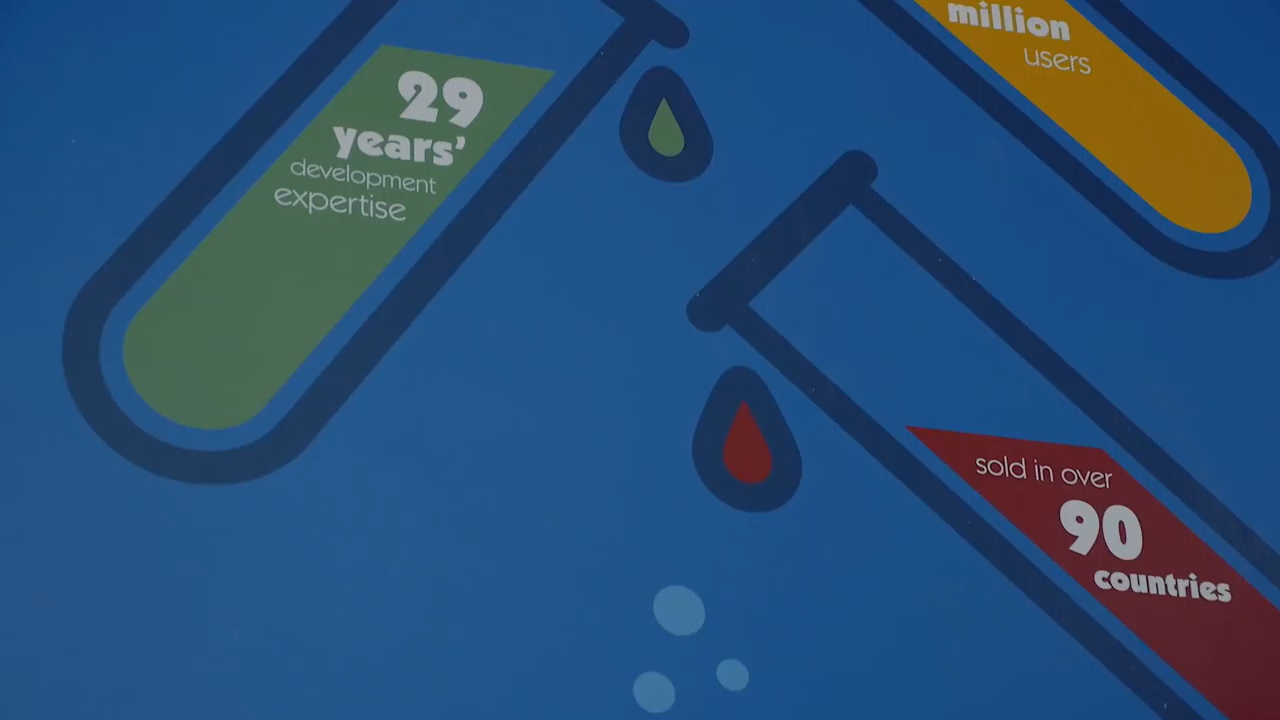 29
years’
development
expertise
million
users
sold in over
90
countries